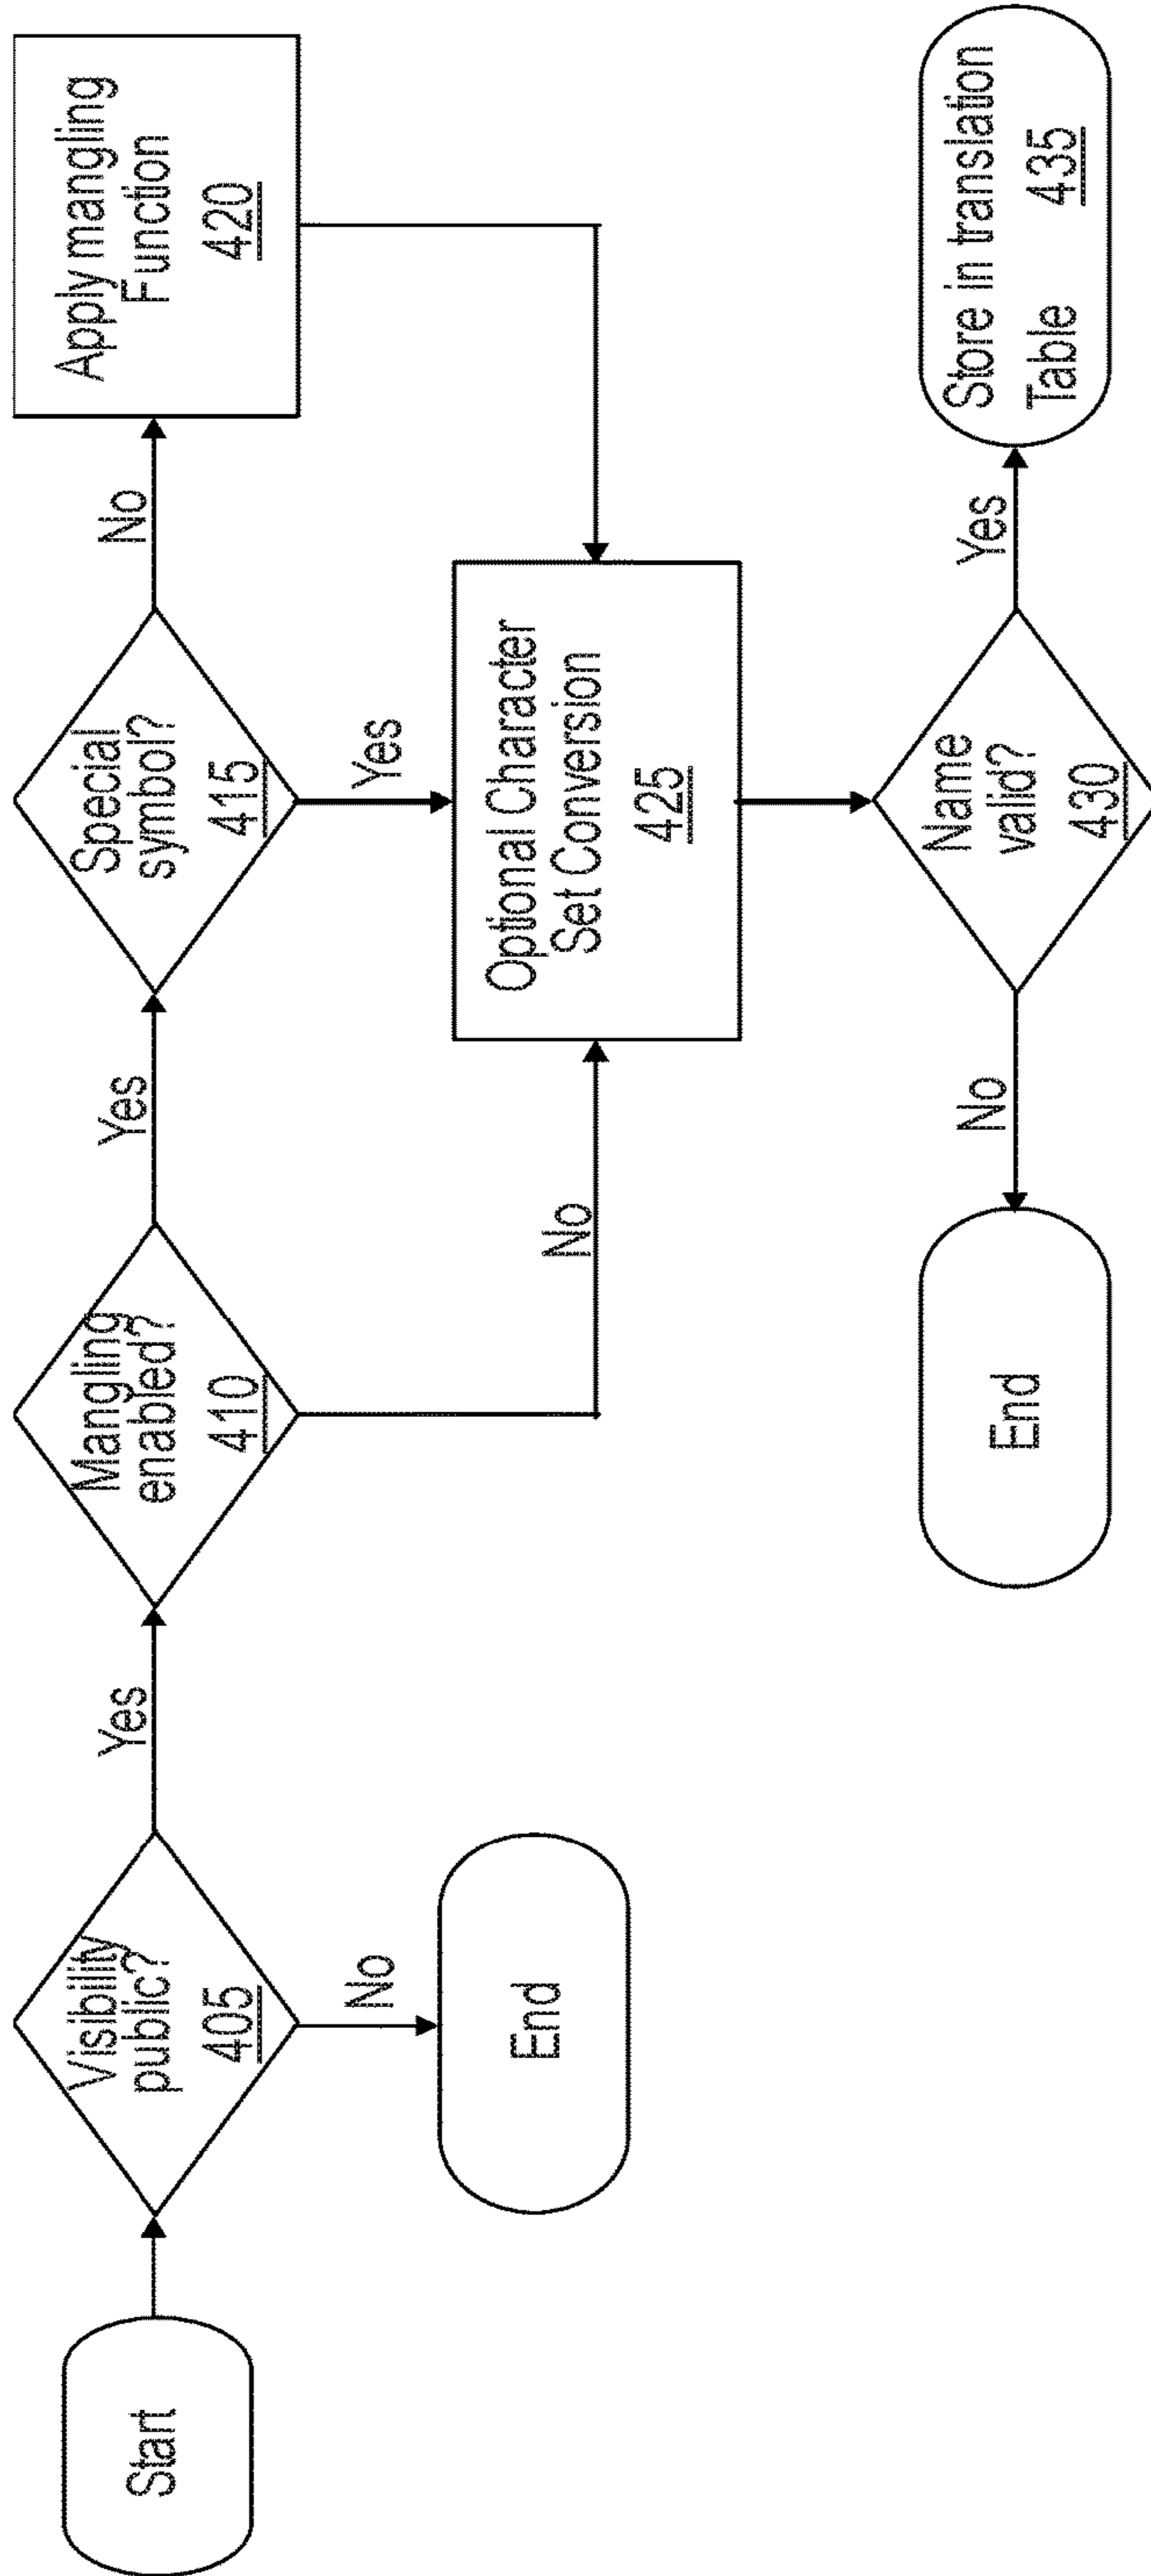 Start
Visibility
public?
405
Yes
No
End
Mangling
enabled?
410
Yes
No
Special
symbol?
415
No
Yes
Apply mangling
Function
420
Optional Character
Set Conversion
425
Name
valid?
430
No
Yes
End
Store in translation
Table 435